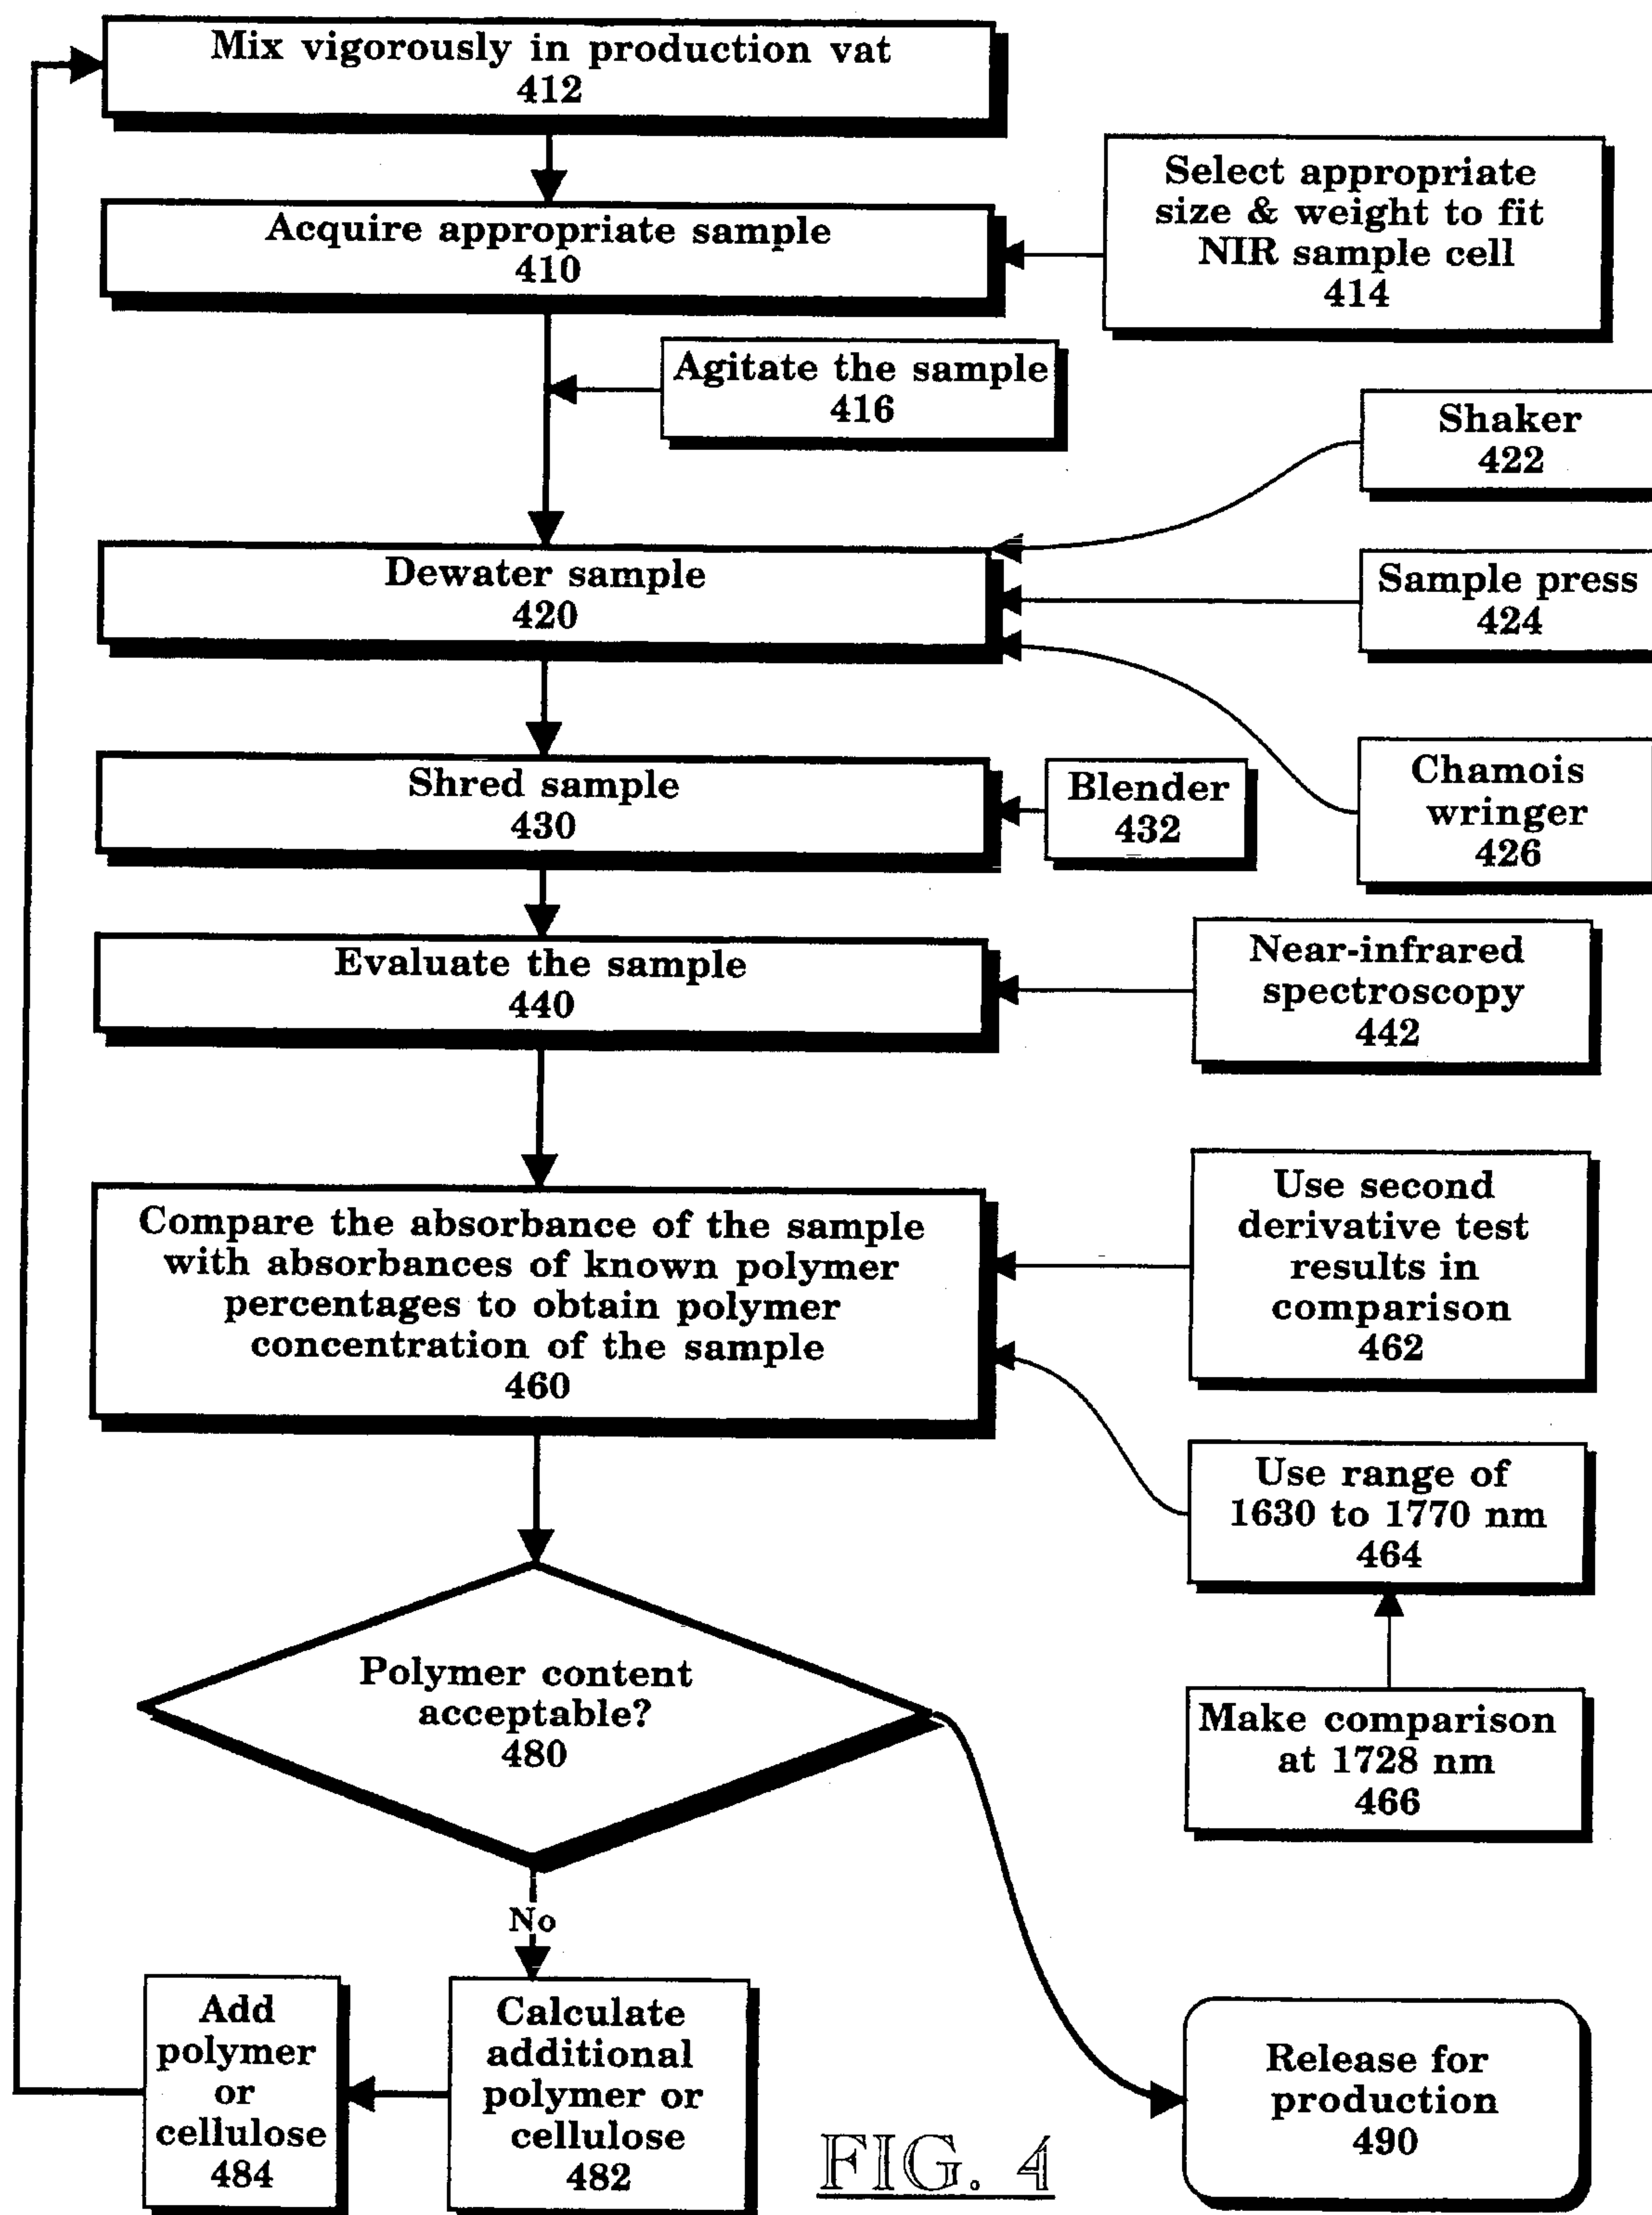 Mix vigorously in production vat
412
Acquire appropriate sample
410
Select appropriate
size & weight to fit
NIR sample cell
414
Agitate the sample
416
Shaker
422
Dewater sample
420
Sample press
424
Chamois
wringer
426
Shred sample
430
Blender
432
Evaluate the sample
440
Near-infrared
spectroscopy
442
Compare the absorbance of the sample
with absorbances of known polymer
percentages to obtain polymer
concentration of the sample
460
Use second
derivative test
results in
comparison
462
Use range of
1630 to 1770 nm
464
Make comparison
at 1728 nm
466
Polymer content
acceptable?
480
No
Calculate
additional
polymer or
cellulose
482
Add
polymer
or
cellulose
484
Release for
production
490
FIG. 4